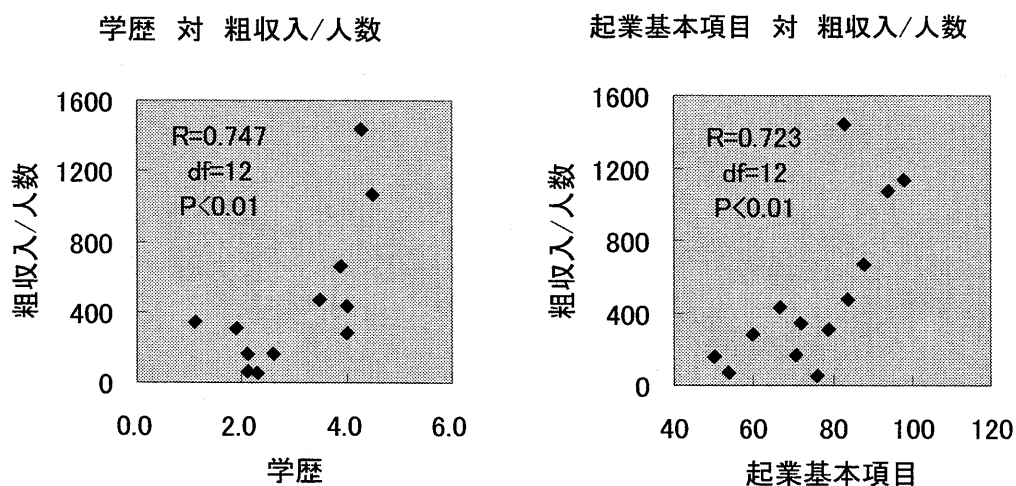 学歴 対 粗収入/人数
1600
1200
800
400
0
粗収入/人数
R=0.747
df=12
P<0.01
0.0 2.0 4.0 6.0
学歴
起業基本項目 対 粗収入/人数
1600
1200
800
400
0
粗収入/人数
R=0.723
df=12
P<0.01
40 60 80 100 120
起業基本項目